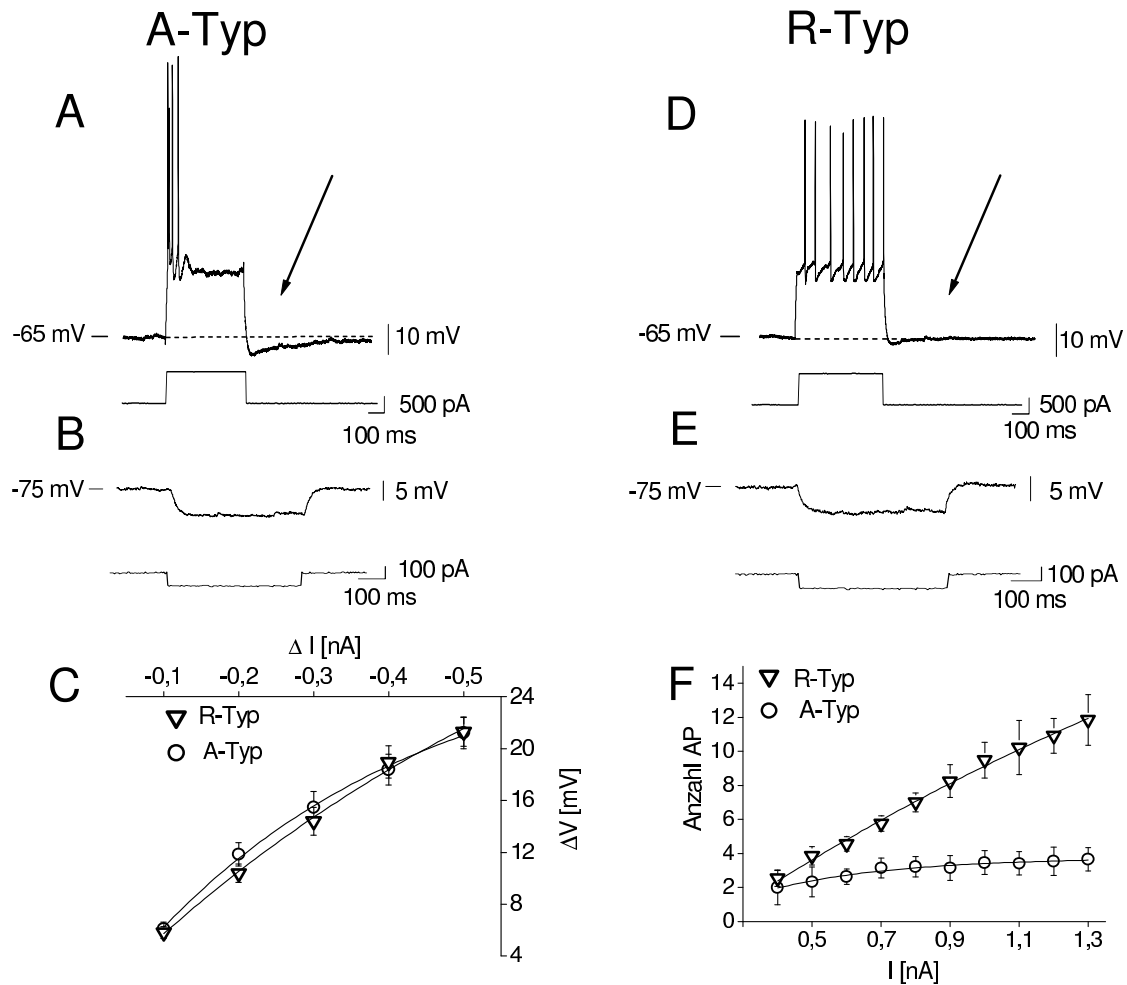 A-Typ
R-Typ
A
-65 mV
10 mV
500 pA
100 ms
D
-65 mV
10 mV
500 pA
100 ms
B
-75 mV
5 mV
100 pA
100 ms
E
-75 mV
5 mV
100 pA
100 ms
C
Δ I [nA]
-0,1 -0,2 -0,3 -0,4 -0,5
R-Typ
A-Typ
24
20
16
12
8
4
ΔV [mV]
F
R-Typ
A-Typ
Anzahl AP
14
12
10
8
6
4
2
0
0,5 0,7 0,9 1,1 1,3
I [nA]